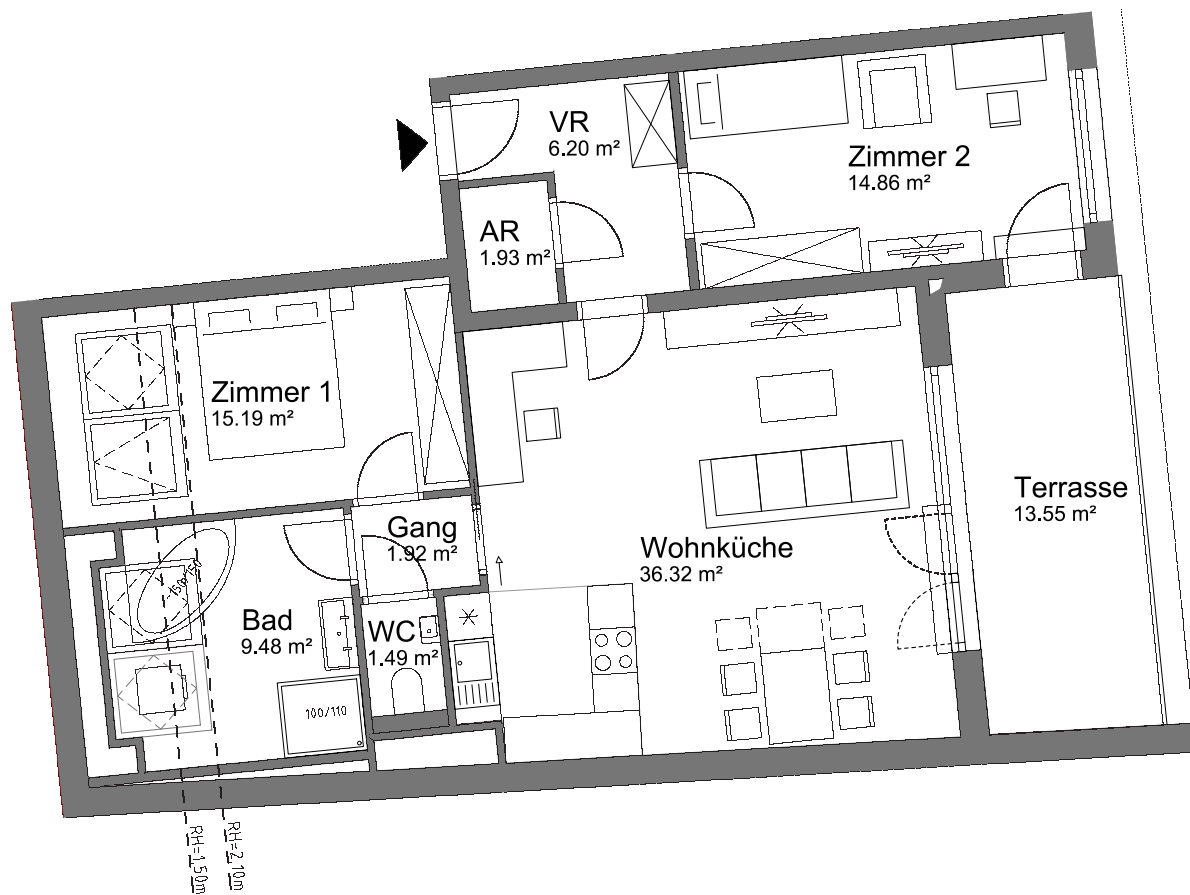 VR
6.20 m²
Zimmer 2
14.86 m²
AR
1.93 m²
Zimmer 1
15.19 m²
Terrasse
13.55 m²
Gang
1.92 m²
Wohnküche
36.32 m²
150/150
Bad
9.48 m²
WC
1.49 m²
100/110
RH=1,50m
RH=2,10m